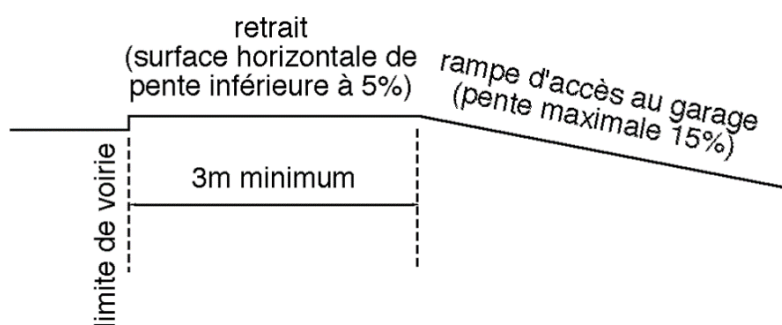 retrait
(surface horizontale de
pente inférieure à 5%)
rampe d'accès au garage
(pente maximale 15%)
3m minimum
limite de voirie